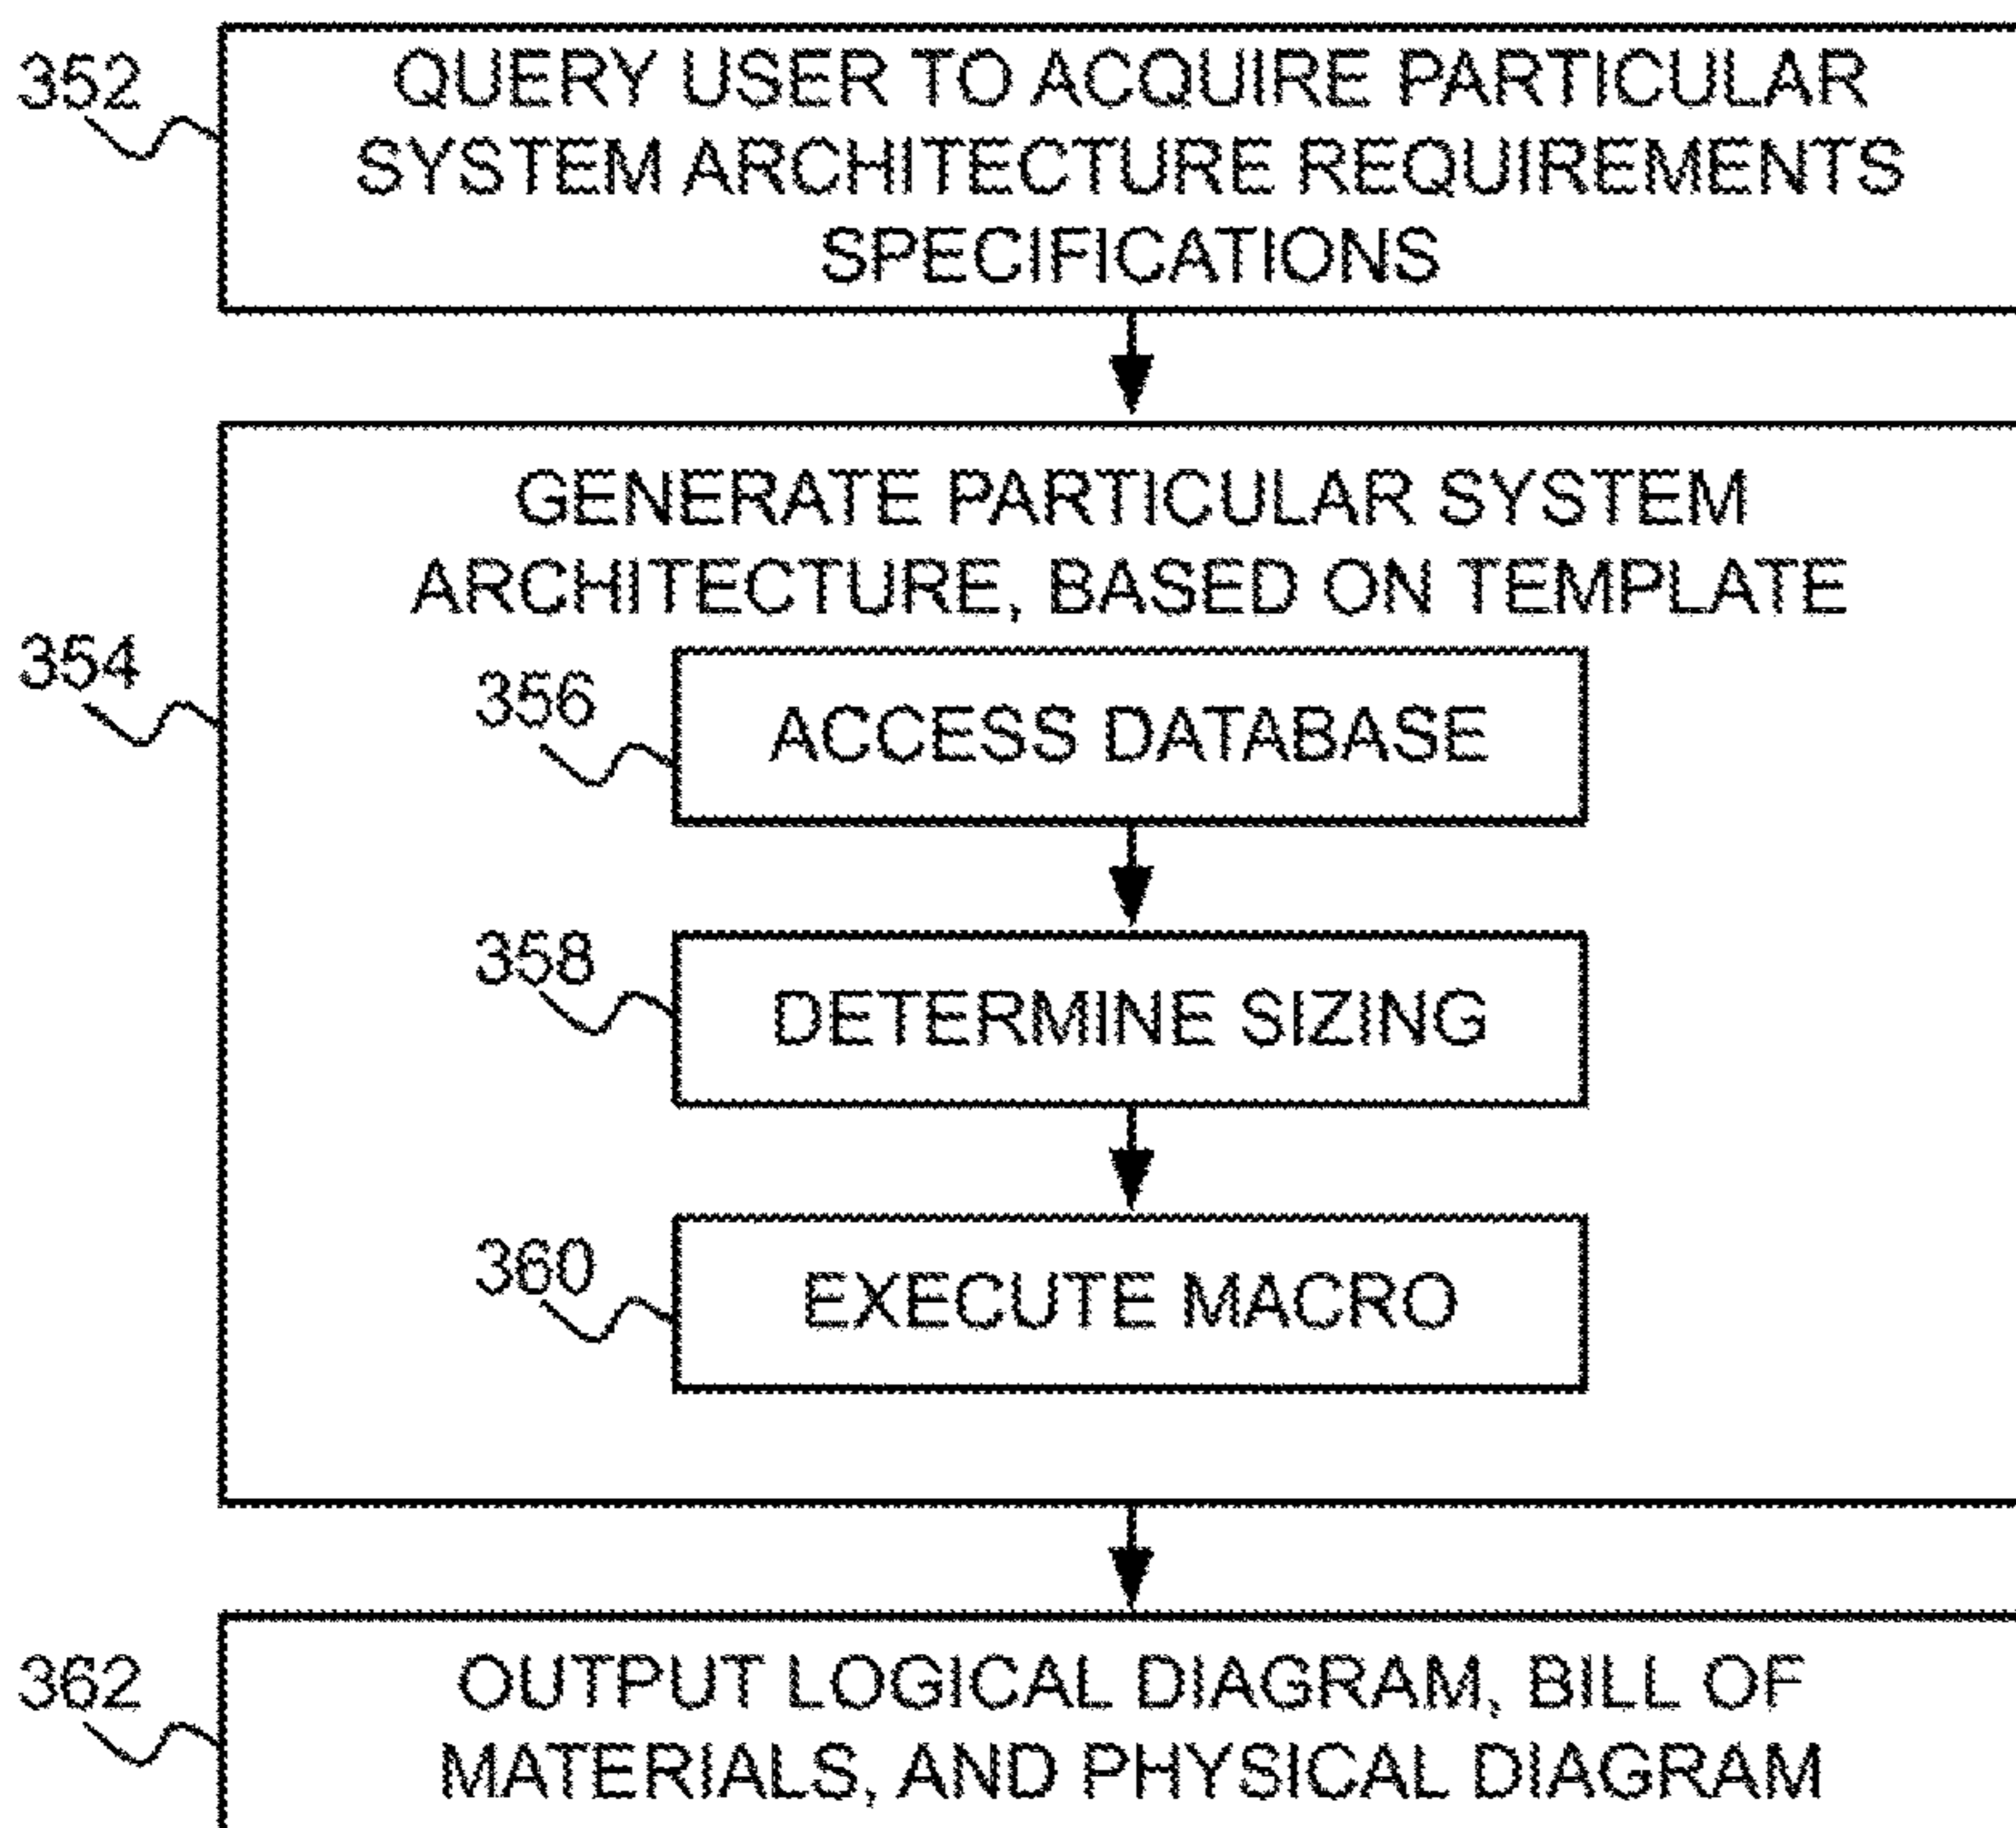 352
QUERY USER TO ACQUIRE PARTICULAR
SYSTEM ARCHITECTURE REQUIREMENTS
SPECIFICATIONS
354
GENERATE PARTICULAR SYSTEM
ARCHITECTURE, BASED ON TEMPLATE
356
ACCESS DATABASE
358
DETERMINE SIZING
360
EXECUTE MACRO
362
OUTPUT LOGICAL DIAGRAM, BILL OF
MATERIALS, AND PHYSICAL DIAGRAM